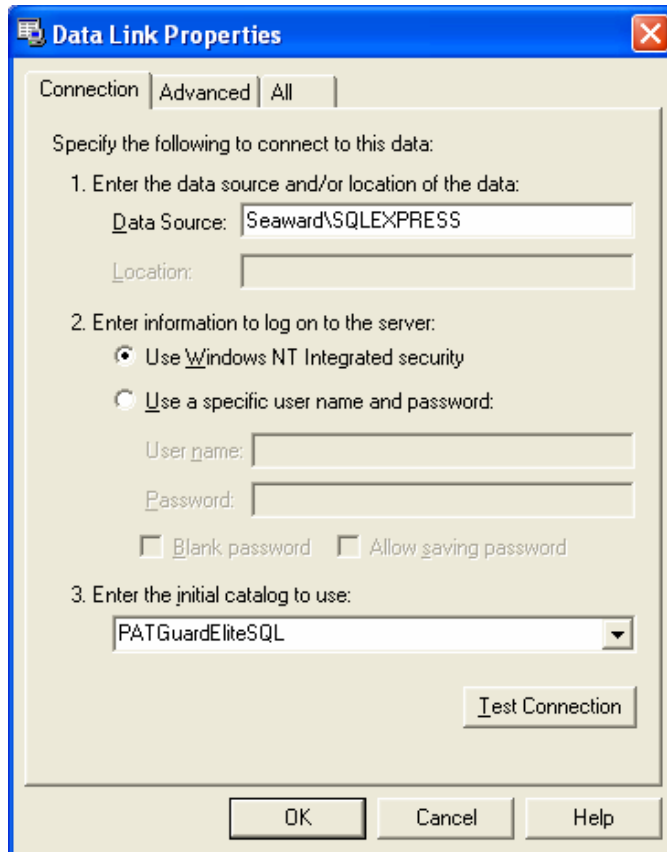 Data Link Properties
Connection Advanced All
Specify the following to connect to this data:
1. Enter the data source and/or location of the data:
Data Source: Seaward\SQLEXPRESS
Location:
2. Enter information to log on to the server:
Use Windows NT Integrated security
Use a specific user name and password:
User name:
Password:
Blank password Allow saving password
3. Enter the initial catalog to use:
PATGuardEliteSQL
Test Connection
OK Cancel Help